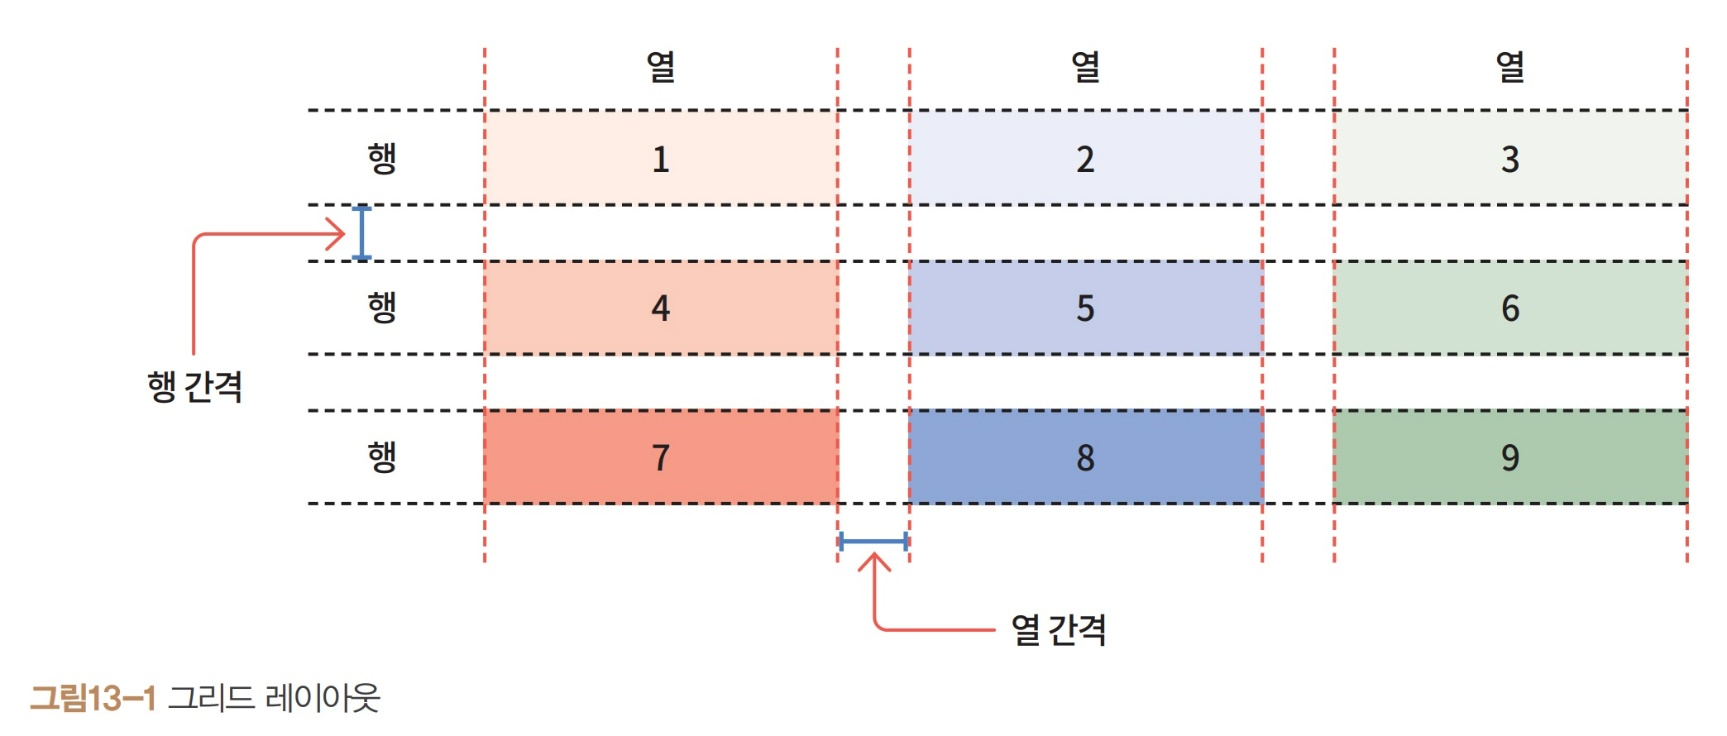 열 열 열
행 1 2 3
행 4 5 6
행 간격
행 7 8 9
열 간격
그림13-1 그리드 레이아웃